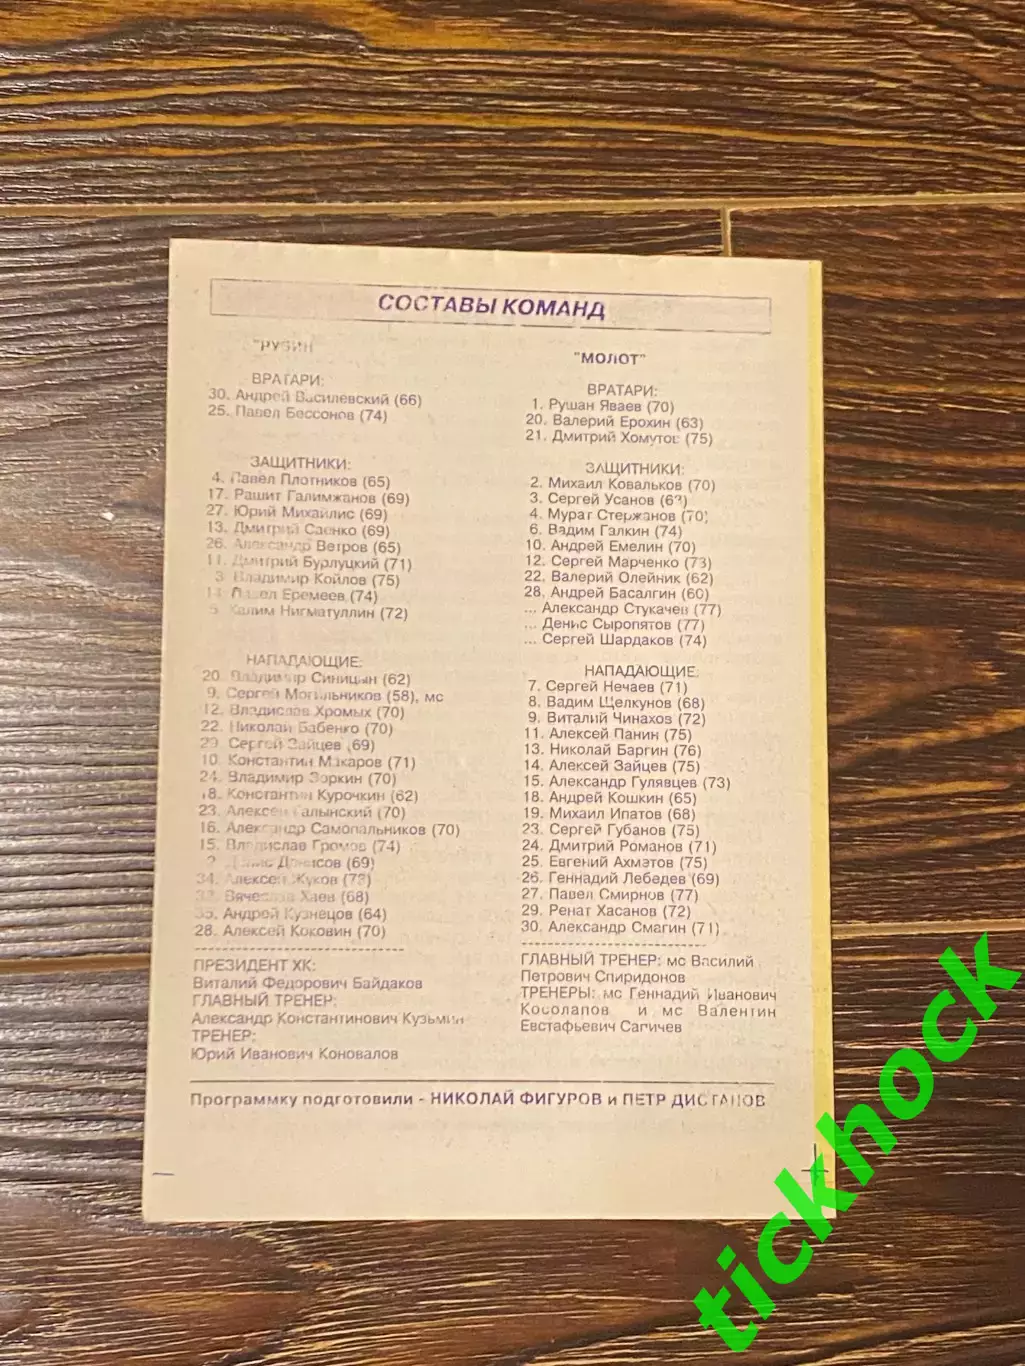 СОСТАВЫ КОМАНД
"РУБИН
ВРАТАРИ:
30. Андрей Василевский (66)
25. Павел Бессонов (74)
ЗАЩИТНИКИ:
4. Павел Плотников (65)
17. Рашит Галимжанов (69)
27. Юрий Михайлис (69)
13. Дмитрий Саенко (69)
26. Александр Ветров (65)
11. Дмитрий Бурлуцкий (71)
3. Владимир Койлов (75)
14. Павел Еремеев (74)
5. Халим Нигматуллин (72)
НАПАДАЮЩИЕ:
20. Владимир Синицын (62)
9. Сергей Могильников (58), мс
12. Владислав Хромых (70)
22. Николай Бабенко (70)
29. Сергей Зайцев (69)
10. Константин Макаров (71)
24. Владимир Зоркин (70)
18. Константин Курочкин (62)
23. Алексей Галынский (70)
16. Александр Самопальников (70)
15. Владислав Громов (74)
Денисов (69)
34. Алексей Жуков (73)
Вячеслав Хаев (68)
35. Андрей Кузнецов (64)
28. Алексей Коковин (70)
ПРЕЗИДЕНТ ХК:
Виталий Федорович Байдаков
ГЛАВНЫЙ ТРЕНЕР:
Александр Константинович Кузьмин
ТРЕНЕР:
Юрий Иванович Коновалов
"МОЛОТ"
ВРАТАРИ:
1. Рушан Яваев (70)
20. Валерий Ерохин (63)
21. Дмитрий Хомутов (75)
ЗАЩИТНИКИ:
2. Михаил Ковальков (70)
3. Сергей Усанов (63)
4. Мурат Стержанов (70)
6. Вадим Галкин (74)
10. Андрей Емелин (70)
12. Сергей Марченко (73)
22. Валерий Олейник (62)
28. Андрей Басалгин (60)
... Александр Стукачев (77)
... Денис Сыропятов (77)
... Сергей Шардаков (74)
НАПАДАЮЩИЕ:
7. Сергей Нечаев (71)
8. Вадим Щелкунов (68)
9. Виталий Чинахов (72)
11. Алексей Панин (75)
13. Николай Баргин (76)
14. Алексей Зайцев (75)
15. Александр Гулявцев (73)
18. Андрей Кошкин (65)
19. Михаил Ипатов (68)
23. Сергей Губанов (75)
24. Дмитрий Романов (71)
25. Евгений Ахметов (75)
26. Геннадий Лебедев (69)
27. Павел Смирнов (77)
29. Ренат Хасанов (72)
30. Александр Смагин (71)
ГЛАВНЫЙ ТРЕНЕР: мс Василий
Петрович Спиридонов
ТРЕНЕРЫ: мс Геннадий Иванович
Косолапов и мс Валентин
Евстафьевич Сагичев
Программку подготовили - НИКОЛАЙ ФИГУРОВ и ПЕТР ДИСТАНОВ
tickhock